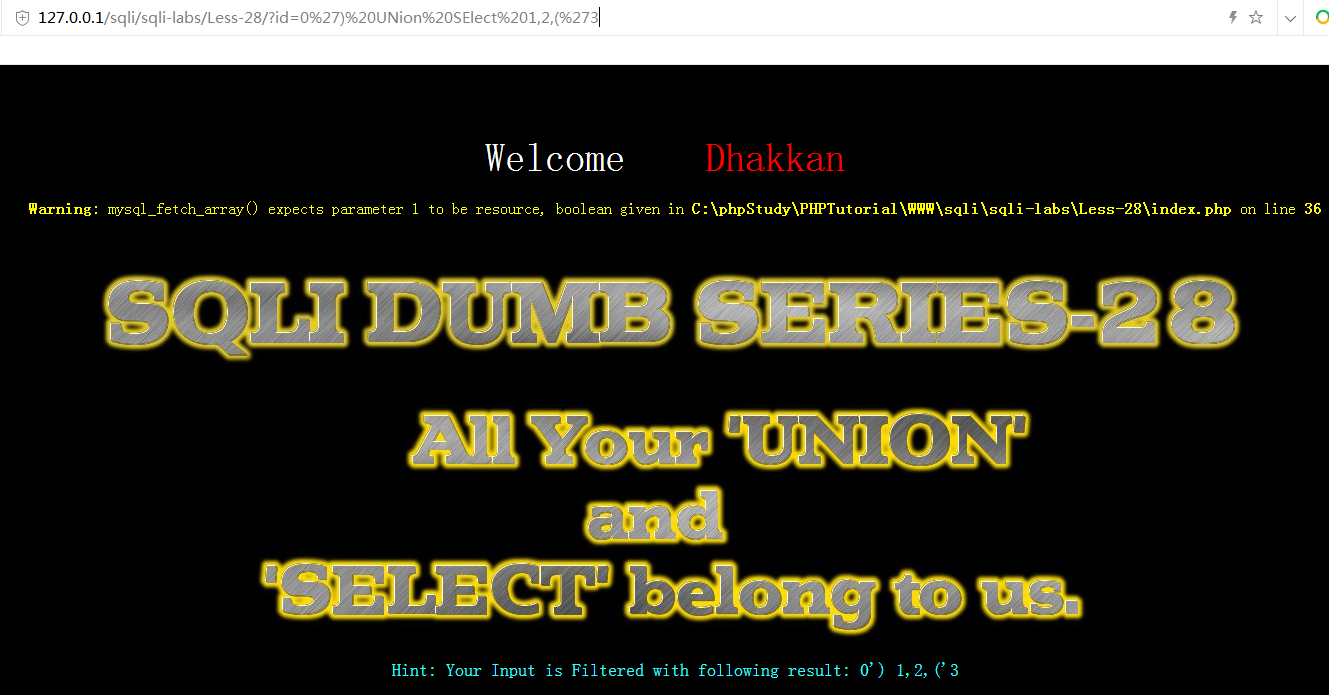 127.0.0.1/sqli/sqli-labs/Less-28/?id=0%27)%20UNion%20SElect%201,2,(%273
Welcome Dhakkan
Warning: mysql_fetch_array() expects parameter 1 to be resource, boolean given in C:\phpStudy\PHPTutorial\WWW\sqli\sqli-labs\Less-28\index.php on line 36
SQLI DUMB SERIES-28
All Your 'UNION'
and
'SELECT' belong to us.
Hint: Your Input is Filtered with following result: 0') 1,2,('3